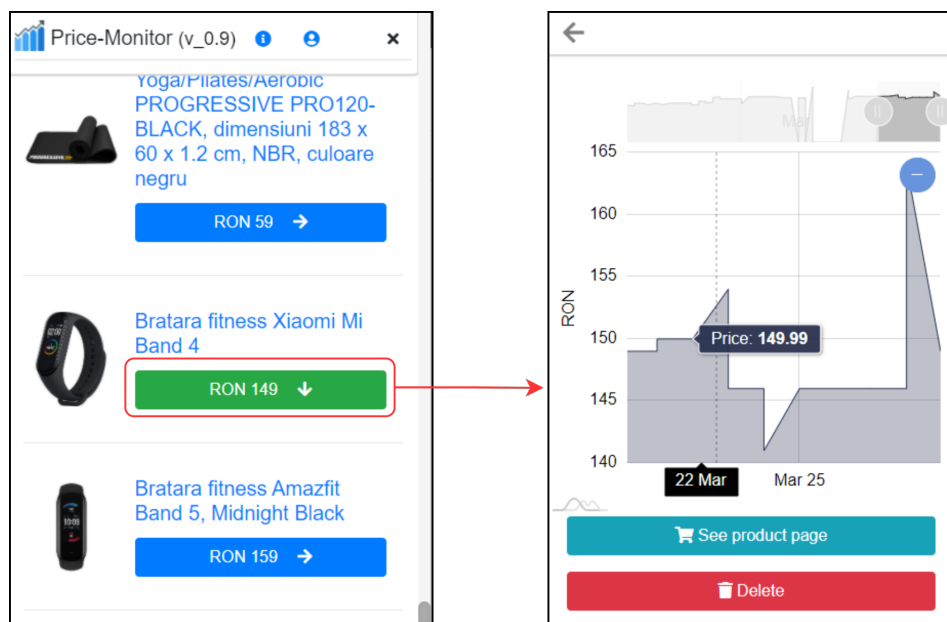 Price-Monitor (v_0.9)
Yoga/Pilates/Aerobic
PROGRESSIVE PRO120-
BLACK, dimensiuni 183 x
60 x 1.2 cm, NBR, culoare
negru
RON 59
Bratara fitness Xiaomi Mi
Band 4
RON 149
Bratara fitness Amazfit
Band 5, Midnight Black
RON 159
Mar
165
160
155
150
145
140
RON
Price: 149.99
22 Mar
Mar 25
See product page
Delete